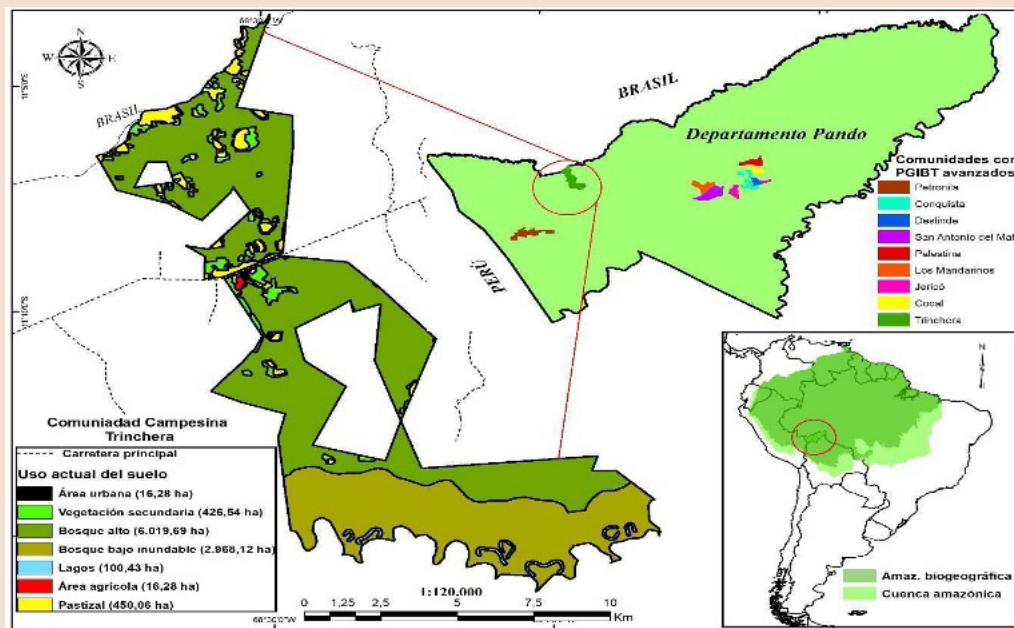 N
W E
S
BRASIL
BRASIL
Departamento Pando
PERÚ
Comunidades con
PGIBT avanzados
Petronila
Conquista
Deslinde
San Antonio del Mat
Palestina
Los Mandarinos
Jericó
Cocal
Trinchera
N
Amaz. biogeográfica
Cuenca amazónica
Comuniadad Campesina
Trinchera
Carretera principal
Uso actual del suelo
Área urbana (16,28 ha)
Vegetación secundaria (426,54 ha)
Bosque alto (6.019,69 ha)
Bosque bajo inundable (2.968,12 ha)
Lagos (100,43 ha)
Área agrícola (16,28 ha)
Pastizal (450,06 ha)
1:120.000
0 1,25 2,5 5 7,5 10
Km